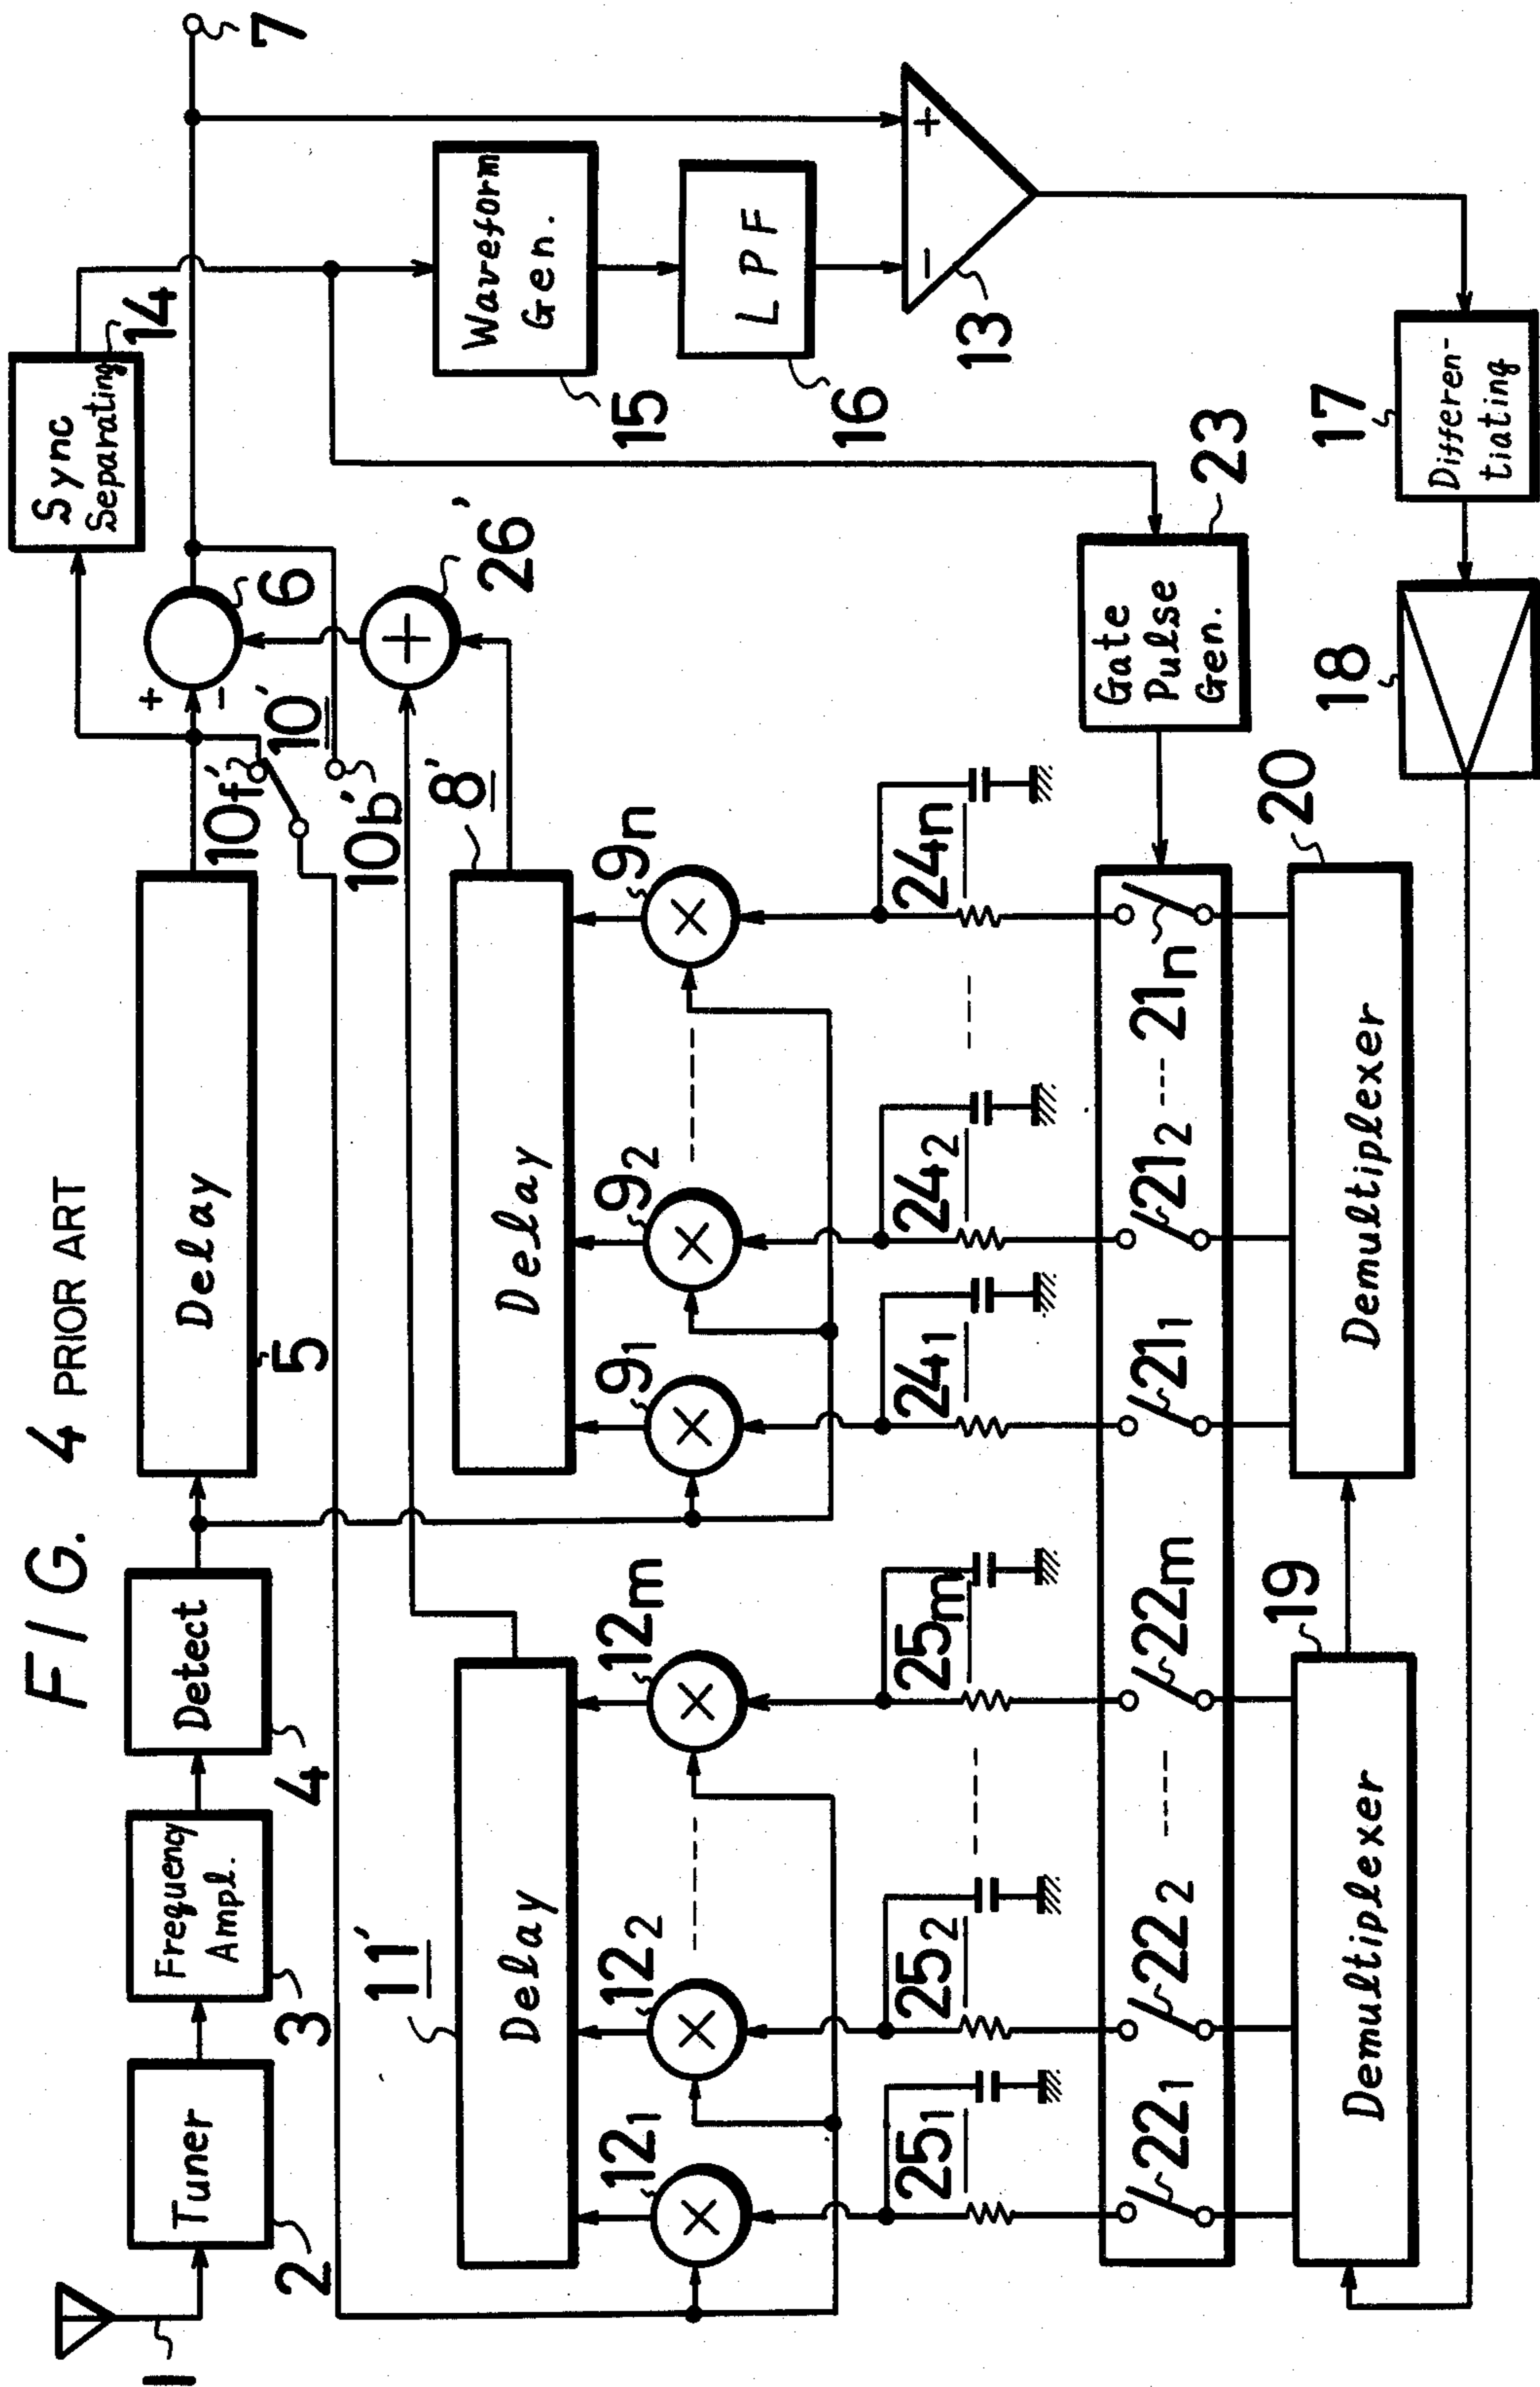 FIG. 4 PRIOR ART
1
Tuner
2
Frequency
Ampl.
3
Detect
4
Delay
5
+
−
6
Sync
Separating
14
7
10f'
10'
10b'
+
26'
Waveform
Gen.
15
LPF
16
+
−
13
11'
Delay
8'
Delay
12₁
×
12₂
×
12m
×
9₁
×
9₂
×
9n
×
25₁
25₂
25m
24₁
24₂
24n
22₁
22₂
22m
21₁
21₂
21n
Gate
Pulse
Gen.
23
Differen-
tiating
17
18
Demultiplexer
19
Demultiplexer
20